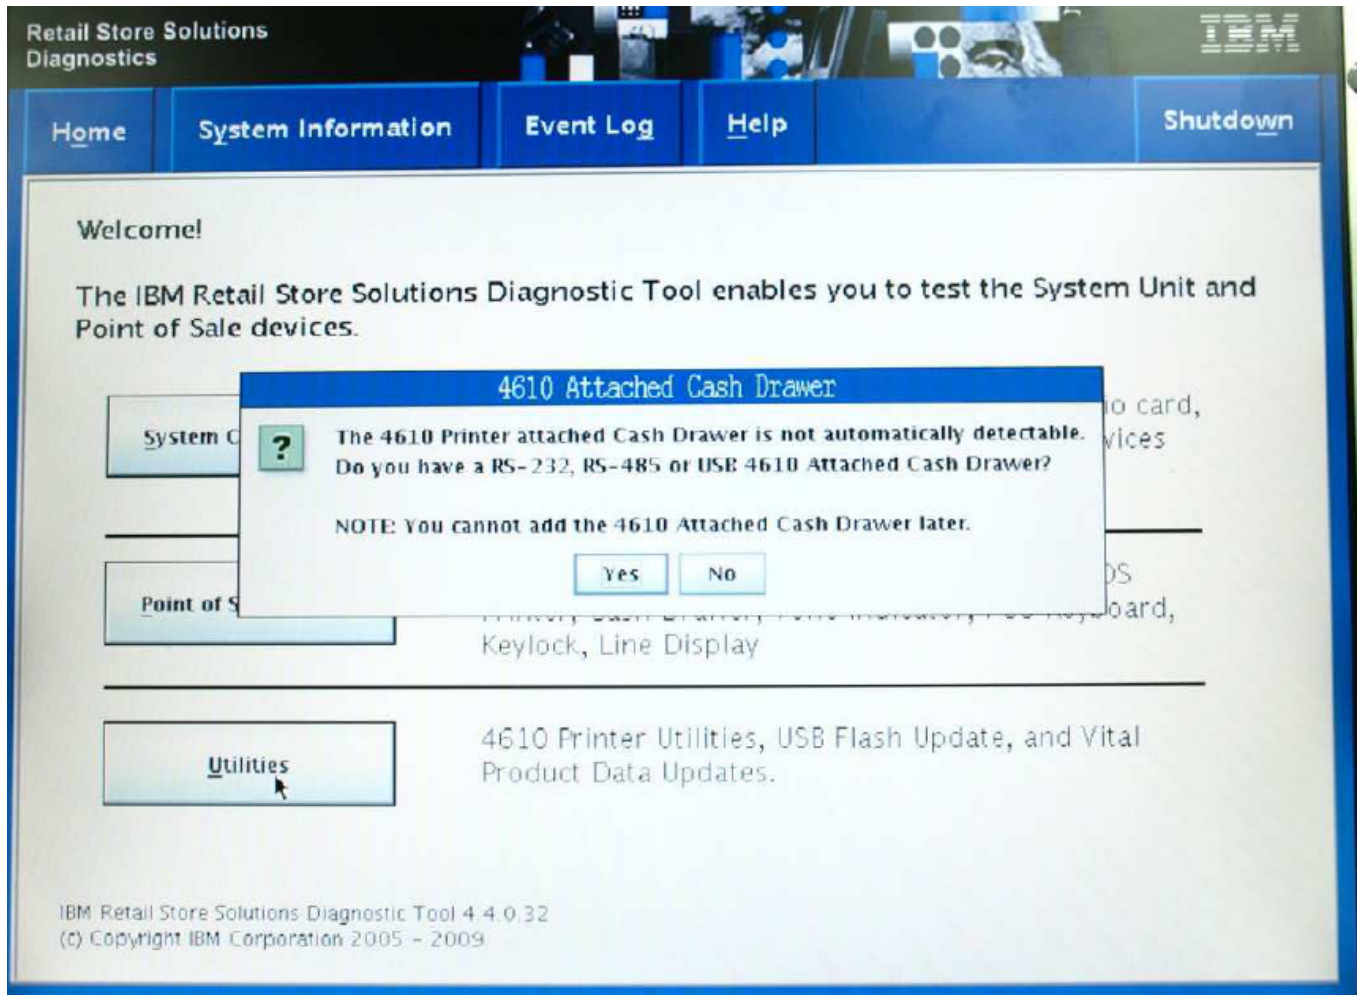 Retail Store Solutions
Diagnostics
IBM
Home
System Information
Event Log
Help
Shutdown
Welcome!
The IBM Retail Store Solutions Diagnostic Tool enables you to test the System Unit and
Point of Sale devices.
4610 Attached Cash Drawer
io card,
System C
?
The 4610 Printer attached Cash Drawer is not automatically detectable.
vices
Do you have a RS-232, RS-485 or USB 4610 Attached Cash Drawer?
NOTE: You cannot add the 4610 Attached Cash Drawer later.
Yes
No
OS
Point of S
oard,
Keylock, Line Display
Utilities
4610 Printer Utilities, USB Flash Update, and Vital
Product Data Updates.
IBM Retail Store Solutions Diagnostic Tool 4.4.0.32
(c) Copyright IBM Corporation 2005 - 2009